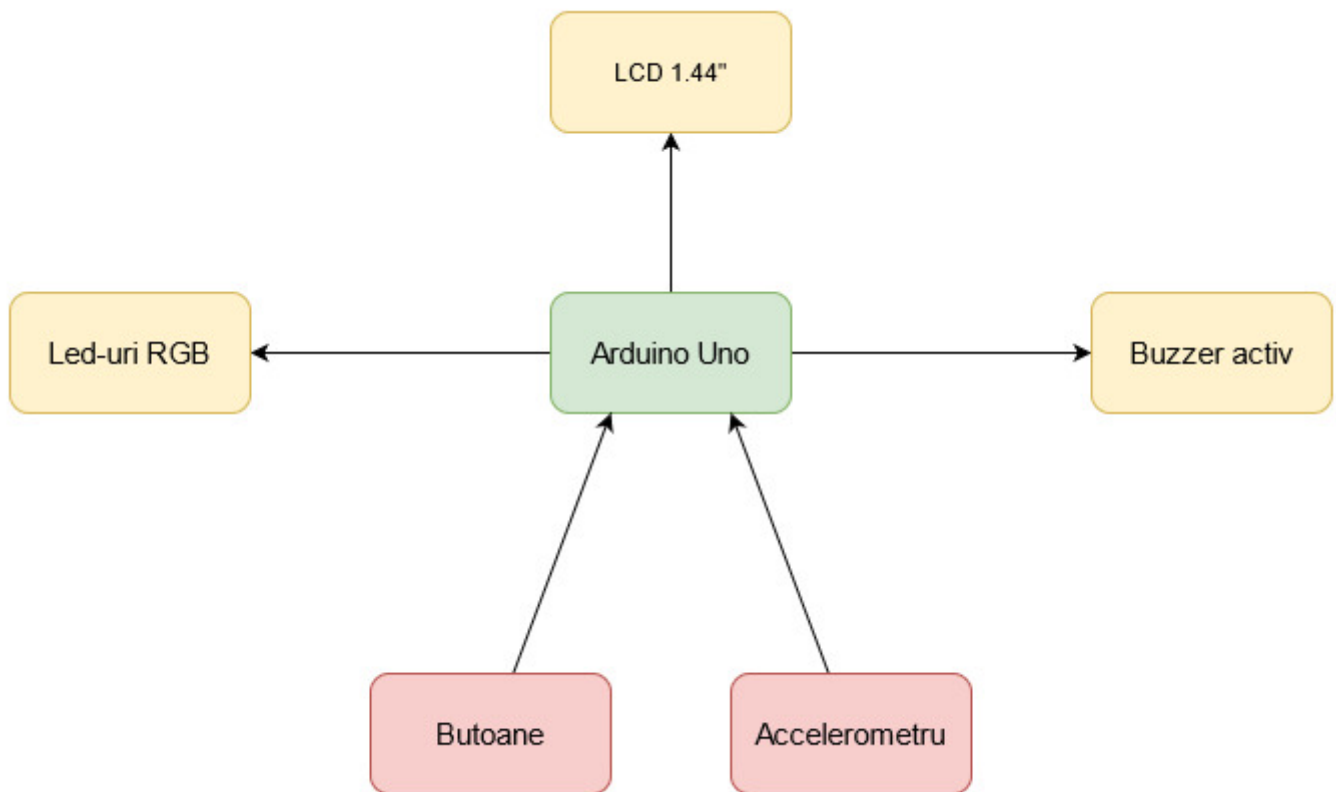 LCD 1.44"
Led-uri RGB
Arduino Uno
Buzzer activ
Butoane
Accelerometru